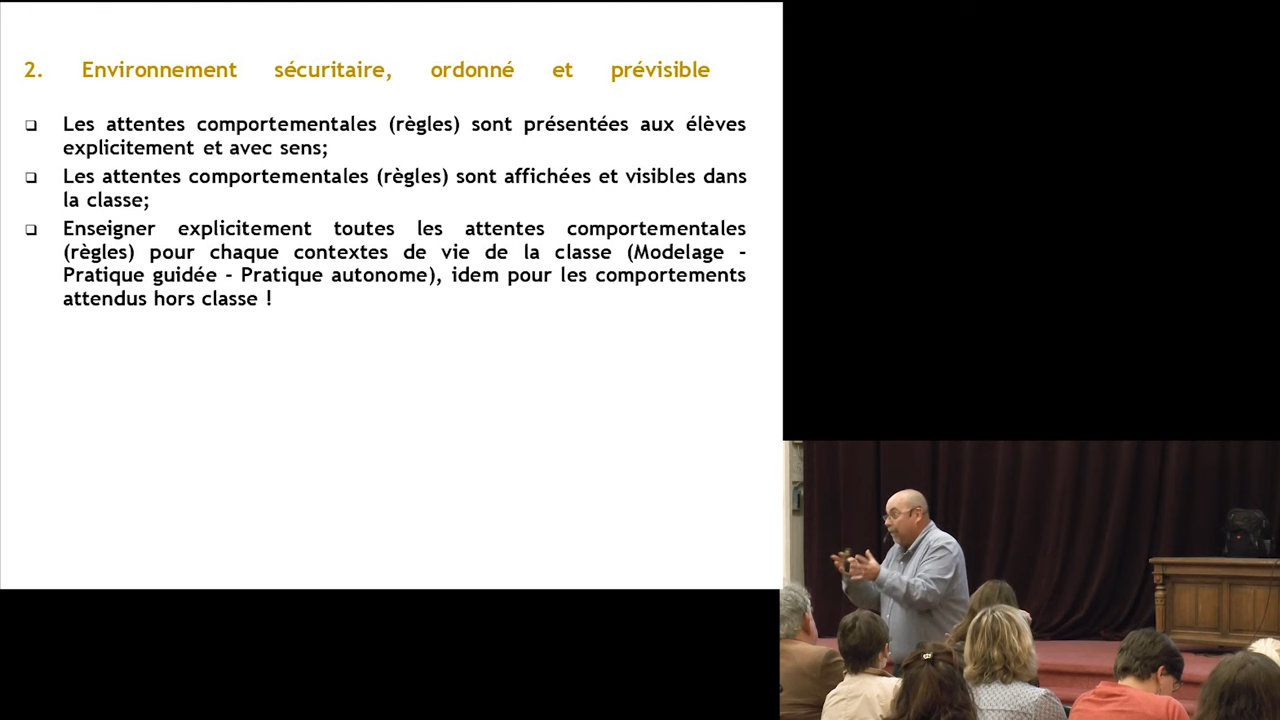 2. Environnement sécuritaire, ordonné et prévisible
❑ Les attentes comportementales (règles) sont présentées aux élèves
explicitement et avec sens;
❑ Les attentes comportementales (règles) sont affichées et visibles dans
la classe;
❑ Enseigner explicitement toutes les attentes comportementales
(règles) pour chaque contextes de vie de la classe (Modelage -
Pratique guidée - Pratique autonome), idem pour les comportements
attendus hors classe !